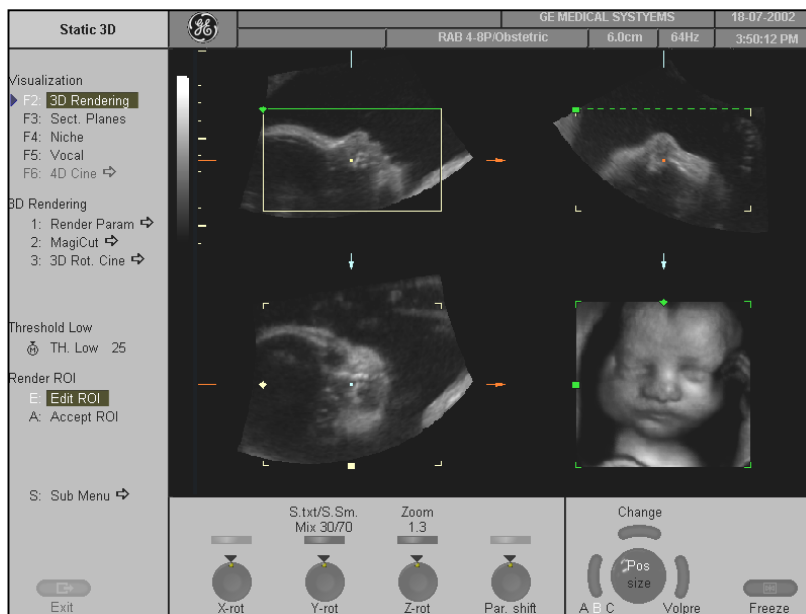 Static 3D
GE MEDICAL SYSTYEMS 18-07-2002
RAB 4-8P/Obstetric 6.0cm 64Hz 3:50:12 PM
Visualization
F2: 3D Rendering
F3: Sect. Planes
F4: Niche
F5: Vocal
F6: 4D Cine
3D Rendering
1: Render Param
2: MagiCut
3: 3D Rot. Cine
Threshold Low
TH. Low 25
Render ROI
E: Edit ROI
A: Accept ROI
S: Sub Menu
Exit
S.txt/S.Sm. Zoom
Mix 30/70 1.3
X-rot Y-rot Z-rot Par. shift
Change
Pos
size
A B C Volpre
Freeze